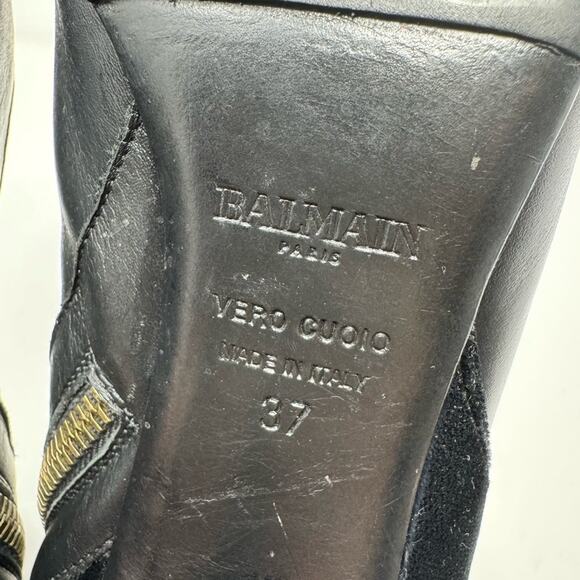 BALMAIN
PARIS
VERO CUOIO
MADE IN ITALY
37